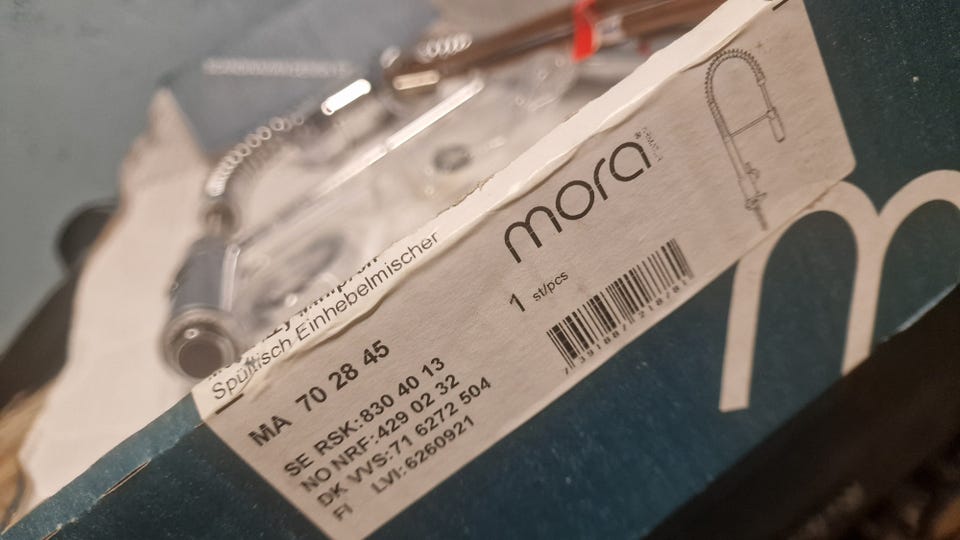 Spültisch Einhebelmischer
MA 70 28 45
SE RSK:830 40 13
NO NRF:429 02 32
DK VVS:71 6272 504
FI LVI:6260921
mora
1 st/pcs